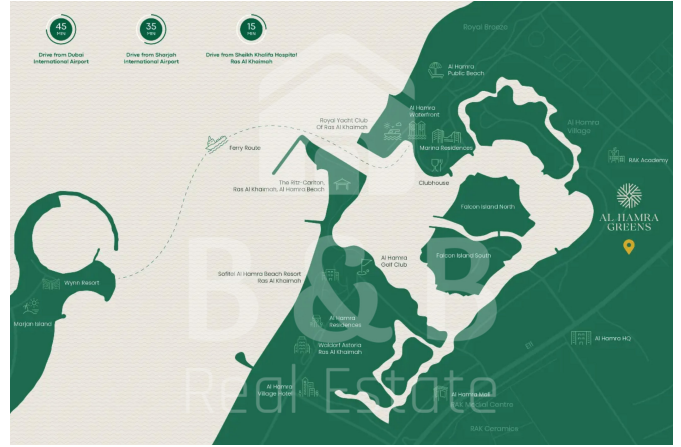 45
MIN
Drive from Dubai
International Airport
35
MIN
Drive from Sharjah
International Airport
15
MIN
Drive from Sheikh Khalifa Hospital
Ras Al Khaimah
Royal Breeze
Al Hamra
Public Beach
Royal Yacht Club
Of Ras Al Khaimah
Al Hamra
Waterfront
Al Hamra
Village
Ferry Route
Marina Residences
RAK Academy
Clubhouse
The Ritz-Carlton,
Ras Al Khaimah, Al Hamra Beach
Falcon Island North
AL HAMRA
GREENS
Al Hamra
Golf Club
Falcon Island South
Sofitel Al Hamra Beach Resort
Ras Al Khaimah
Wynn Resort
Marjan Island
Al Hamra
Residences
Waldorf Astoria
Ras Al Khaimah
Al Hamra HQ
Al Hamra
Village Hotel
Al Hamra Mall
RAK Medical Centre
RAK Ceramics
B & B
Real Estate